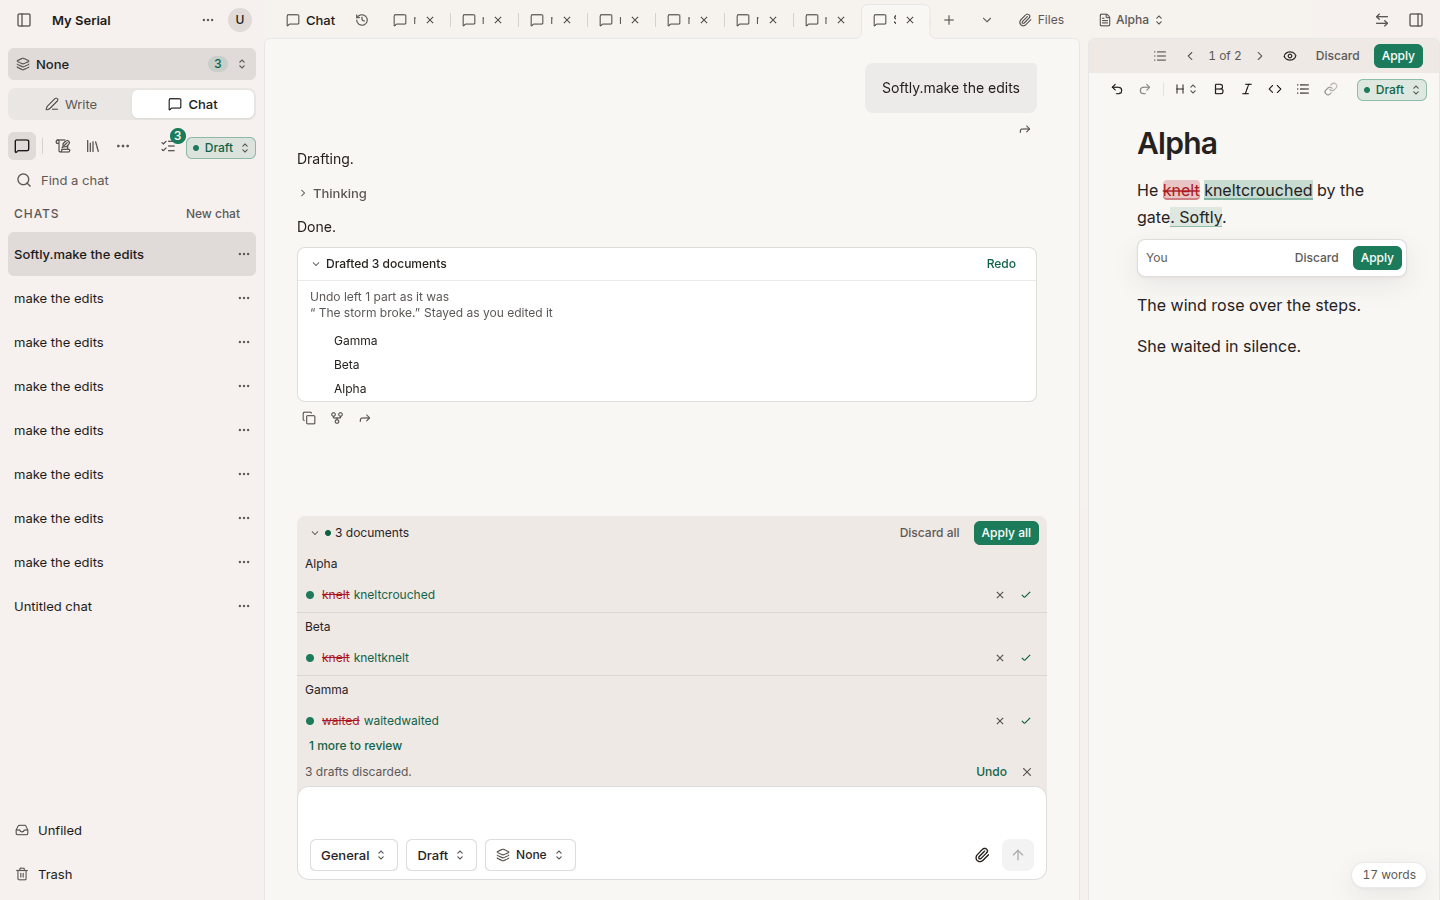 My Serial
U
None
3
Write
Chat
3
Draft
Find a chat
CHATS
New chat
Softly.make the edits
make the edits
make the edits
make the edits
make the edits
make the edits
make the edits
make the edits
Untitled chat
Unfiled
Trash
Chat
Files
Softly.make the edits
Drafting.
Thinking
Done.
Drafted 3 documents
Redo
Undo left 1 part as it was
“ The storm broke.” Stayed as you edited it
Gamma
Beta
Alpha
3 documents
Discard all
Apply all
Alpha
knelt kneltcrouched
Beta
knelt kneltknelt
Gamma
waited waitedwaited
1 more to review
3 drafts discarded.
Undo
General
Draft
None
Alpha
1 of 2
Discard
Apply
H
B
I
Draft
Alpha
He knelt kneltcrouched by the
gate. Softly.
You
Discard
Apply
The wind rose over the steps.
She waited in silence.
17 words